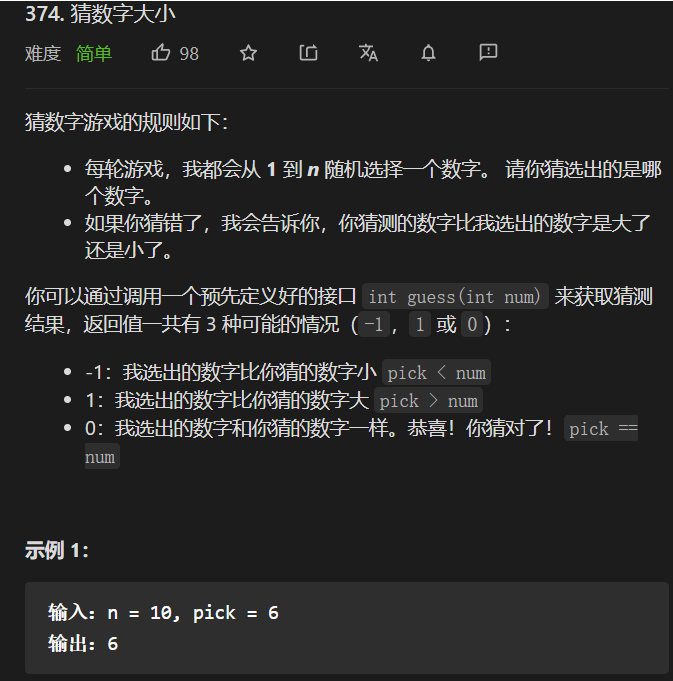 374. 猜数字大小
难度 简单 98
猜数字游戏的规则如下：
每轮游戏，我都会从 1 到 n 随机选择一个数字。 请你猜选出的是哪
个数字。
如果你猜错了，我会告诉你，你猜测的数字比我选出的数字是大了
还是小了。
你可以通过调用一个预先定义好的接口 int guess(int num) 来获取猜测
结果，返回值一共有 3 种可能的情况（-1，1 或 0）：
-1：我选出的数字比你猜的数字小 pick < num
1：我选出的数字比你猜的数字大 pick > num
0：我选出的数字和你猜的数字一样。恭喜！你猜对了！pick ==
num
示例 1：
输入：n = 10, pick = 6
输出：6